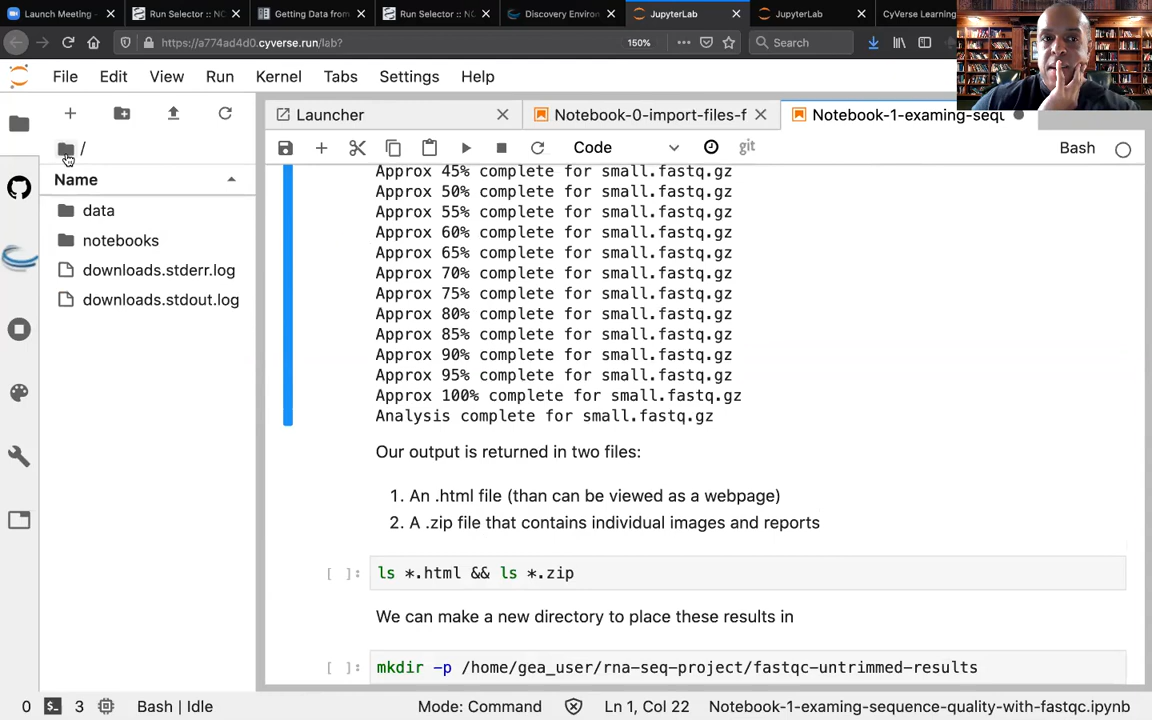 Launch Meeting -
Run Selector :: NC
Getting Data from
Run Selector :: NC
Discovery Environ
JupyterLab
JupyterLab
CyVerse Learning
https://a774ad4d0.cyverse.run/lab?
150%
Search
File Edit View Run Kernel Tabs Settings Help
Launcher
Notebook-0-import-files-f
Notebook-1-examing-sequ
/
Code
git
Bash
Name
data
notebooks
downloads.stderr.log
downloads.stdout.log
Approx 45% complete for small.fastq.gz
Approx 50% complete for small.fastq.gz
Approx 55% complete for small.fastq.gz
Approx 60% complete for small.fastq.gz
Approx 65% complete for small.fastq.gz
Approx 70% complete for small.fastq.gz
Approx 75% complete for small.fastq.gz
Approx 80% complete for small.fastq.gz
Approx 85% complete for small.fastq.gz
Approx 90% complete for small.fastq.gz
Approx 95% complete for small.fastq.gz
Approx 100% complete for small.fastq.gz
Analysis complete for small.fastq.gz
Our output is returned in two files:
1. An .html file (than can be viewed as a webpage)
2. A .zip file that contains individual images and reports
[ ]: ls *.html && ls *.zip
We can make a new directory to place these results in
[ ]: mkdir -p /home/gea_user/rna-seq-project/fastqc-untrimmed-results
0 3 Bash | Idle Mode: Command Ln 1, Col 22 Notebook-1-examing-sequence-quality-with-fastqc.ipynb